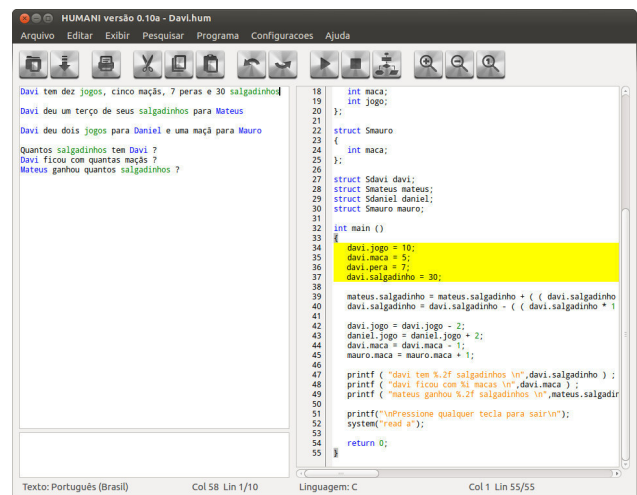 HUMANI versão 0.10a - Davi.hum
Arquivo Editar Exibir Pesquisar Programa Configuracoes Ajuda
Davi tem dez jogos, cinco maçãs, 7 peras e 30 salgadinhos
Davi deu um terço de seus salgadinhos para Mateus
Davi deu dois jogos para Daniel e uma maçã para Mauro
Quantos salgadinhos tem Davi ?
Davi ficou com quantas maçãs ?
Mateus ganhou quantos salgadinhos ?
18 int maca;
19 int jogo;
20 };
21
22 struct Smauro
23 {
24 int maca;
25 };
26
27 struct Sdavi davi;
28 struct Smateus mateus;
29 struct Sdaniel daniel;
30 struct Smauro mauro;
31
32 int main ()
33 {
34 davi.jogo = 10;
35 davi.maca = 5;
36 davi.pera = 7;
37 davi.salgadinho = 30;
38
39 mateus.salgadinho = mateus.salgadinho + ( ( davi.salgadinho
40 davi.salgadinho = davi.salgadinho - ( ( davi.salgadinho * 1
41
42 davi.jogo = davi.jogo - 2;
43 daniel.jogo = daniel.jogo + 2;
44 davi.maca = davi.maca - 1;
45 mauro.maca = mauro.maca + 1;
46
47 printf ( "davi tem %.2f salgadinhos \n",davi.salgadinho ) ;
48 printf ( "davi ficou com %i macas \n",davi.maca ) ;
49 printf ( "mateus ganhou %.2f salgadinhos \n",mateus.salgadin
50
51 printf("\nPressione qualquer tecla para sair\n");
52 system("read a");
53
54 return 0;
55 }
Texto: Português (Brasil) Col 58 Lin 1/10 Linguagem: C Col 1 Lin 55/55